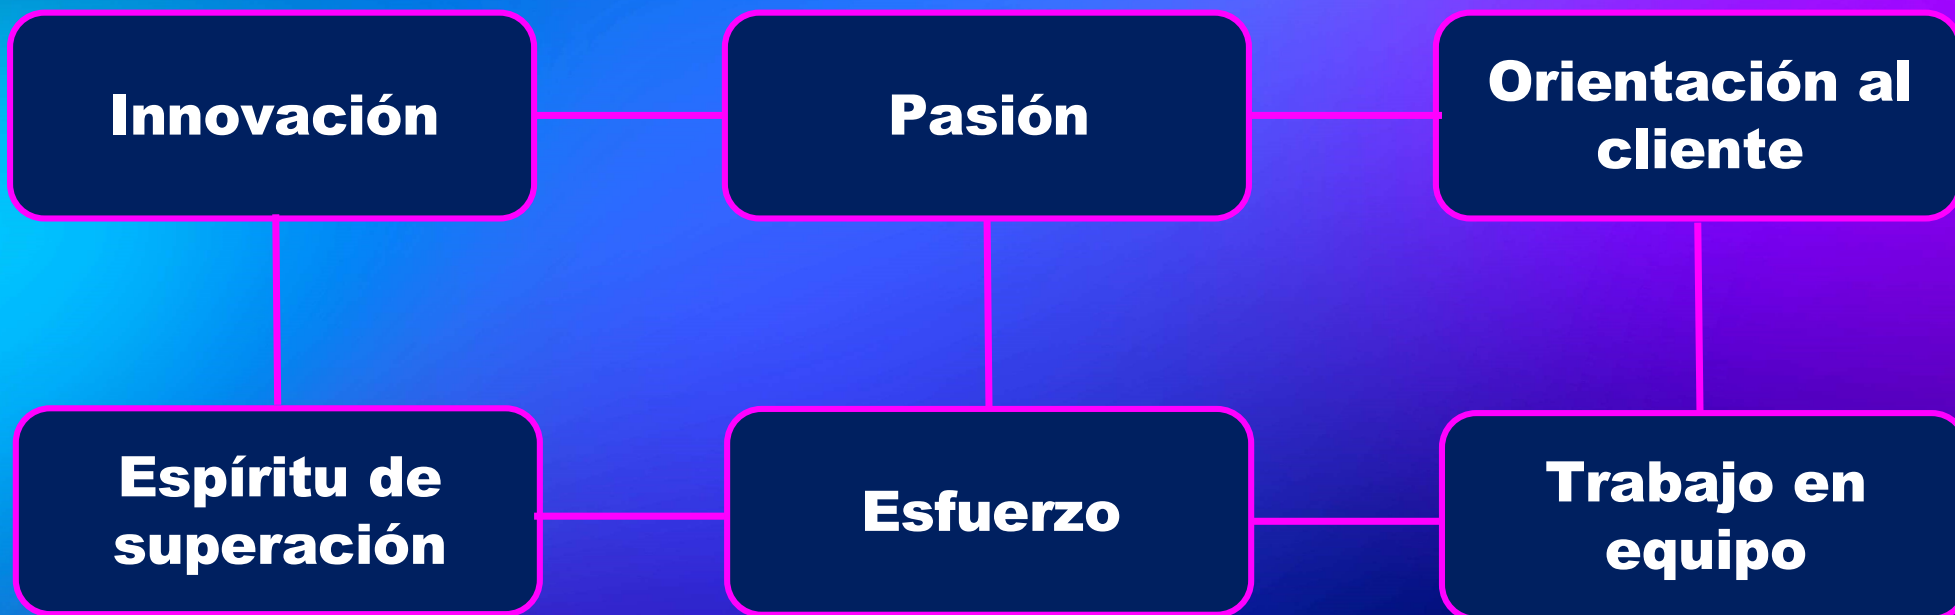 Innovación
Pasión
Orientación al
cliente
Espíritu de
superación
Esfuerzo
Trabajo en
equipo